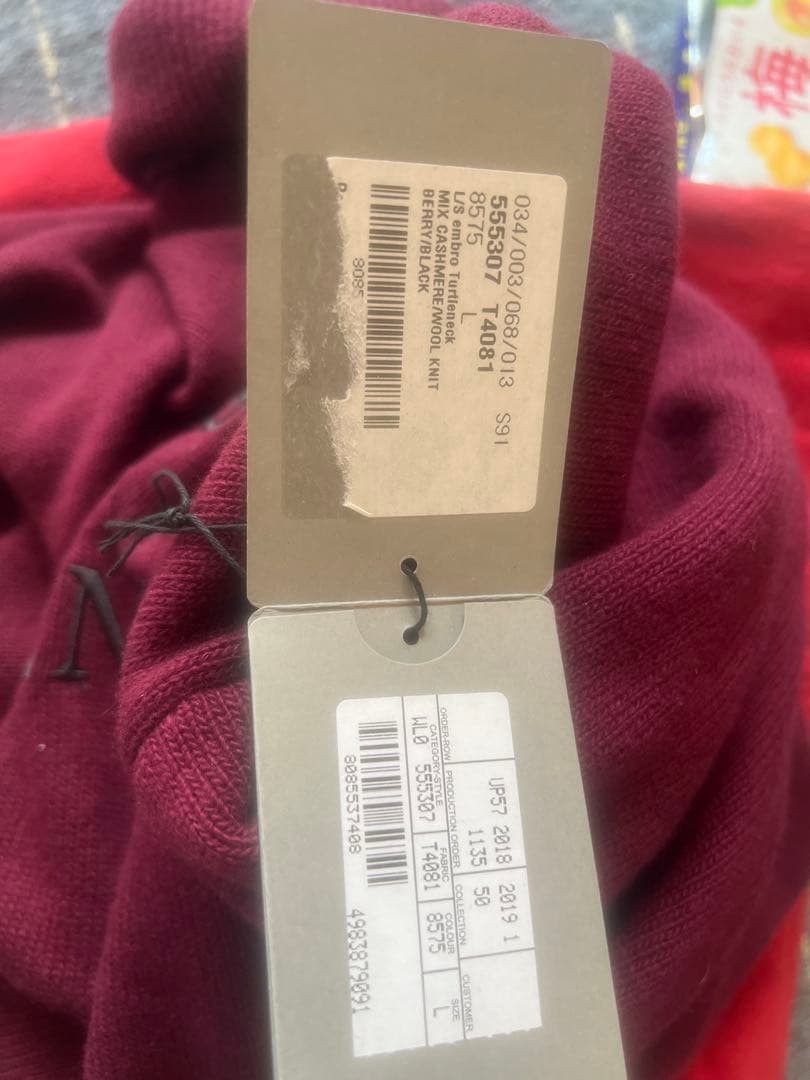 034/003/068/013 S91
555307 T4081
8575 L
L/S embro Turtleneck
MIX CASHMERE/WOOL KNIT
BERRY/BLACK
8085
UP57 2018 2019 1
1135 50
ORDER-ROW PRODUCTION ORDER COLLECTION CUSTOMER
CATEGORY-STYLE FABRIC COLOUR SIZE
WL0 555307 T4081 8575 L
8085537408 4983879091
N
梅